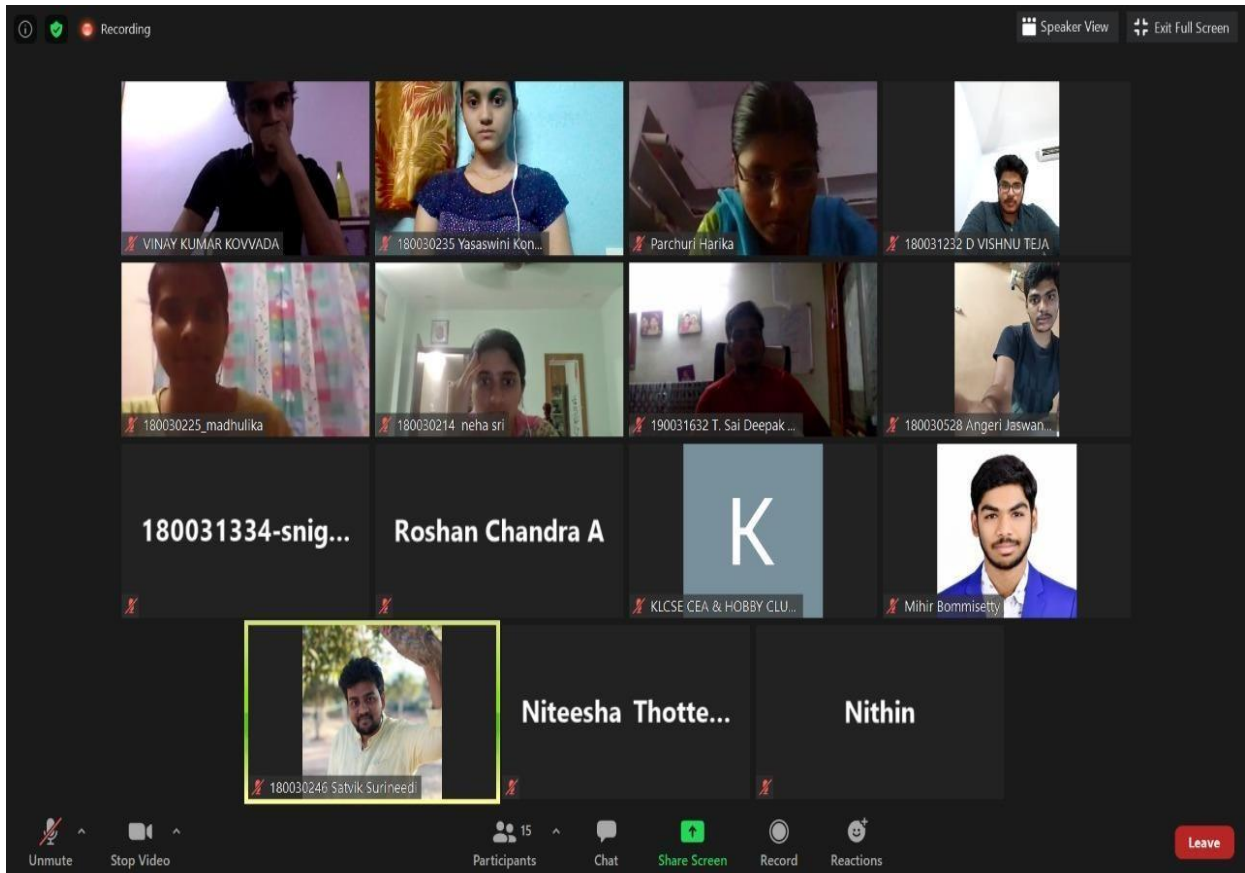 Recording
Speaker View
Exit Full Screen
VINAY KUMAR KOVVADA
180030235 Yasaswini Kon...
Parchuri Harika
180031232 D VISHNU TEJA
180030225_madhulika
180030214 neha sri
190031632 T. Sai Deepak ...
180030528 Angeri Jaswan...
180031334-snig...
Roshan Chandra A
K
KLCSE CEA & HOBBY CLU...
Mihir Bommisetty
180030246 Satvik Surineedi
Niteesha Thotte...
Nithin
Unmute
Stop Video
15
Participants
Chat
Share Screen
Record
Reactions
Leave